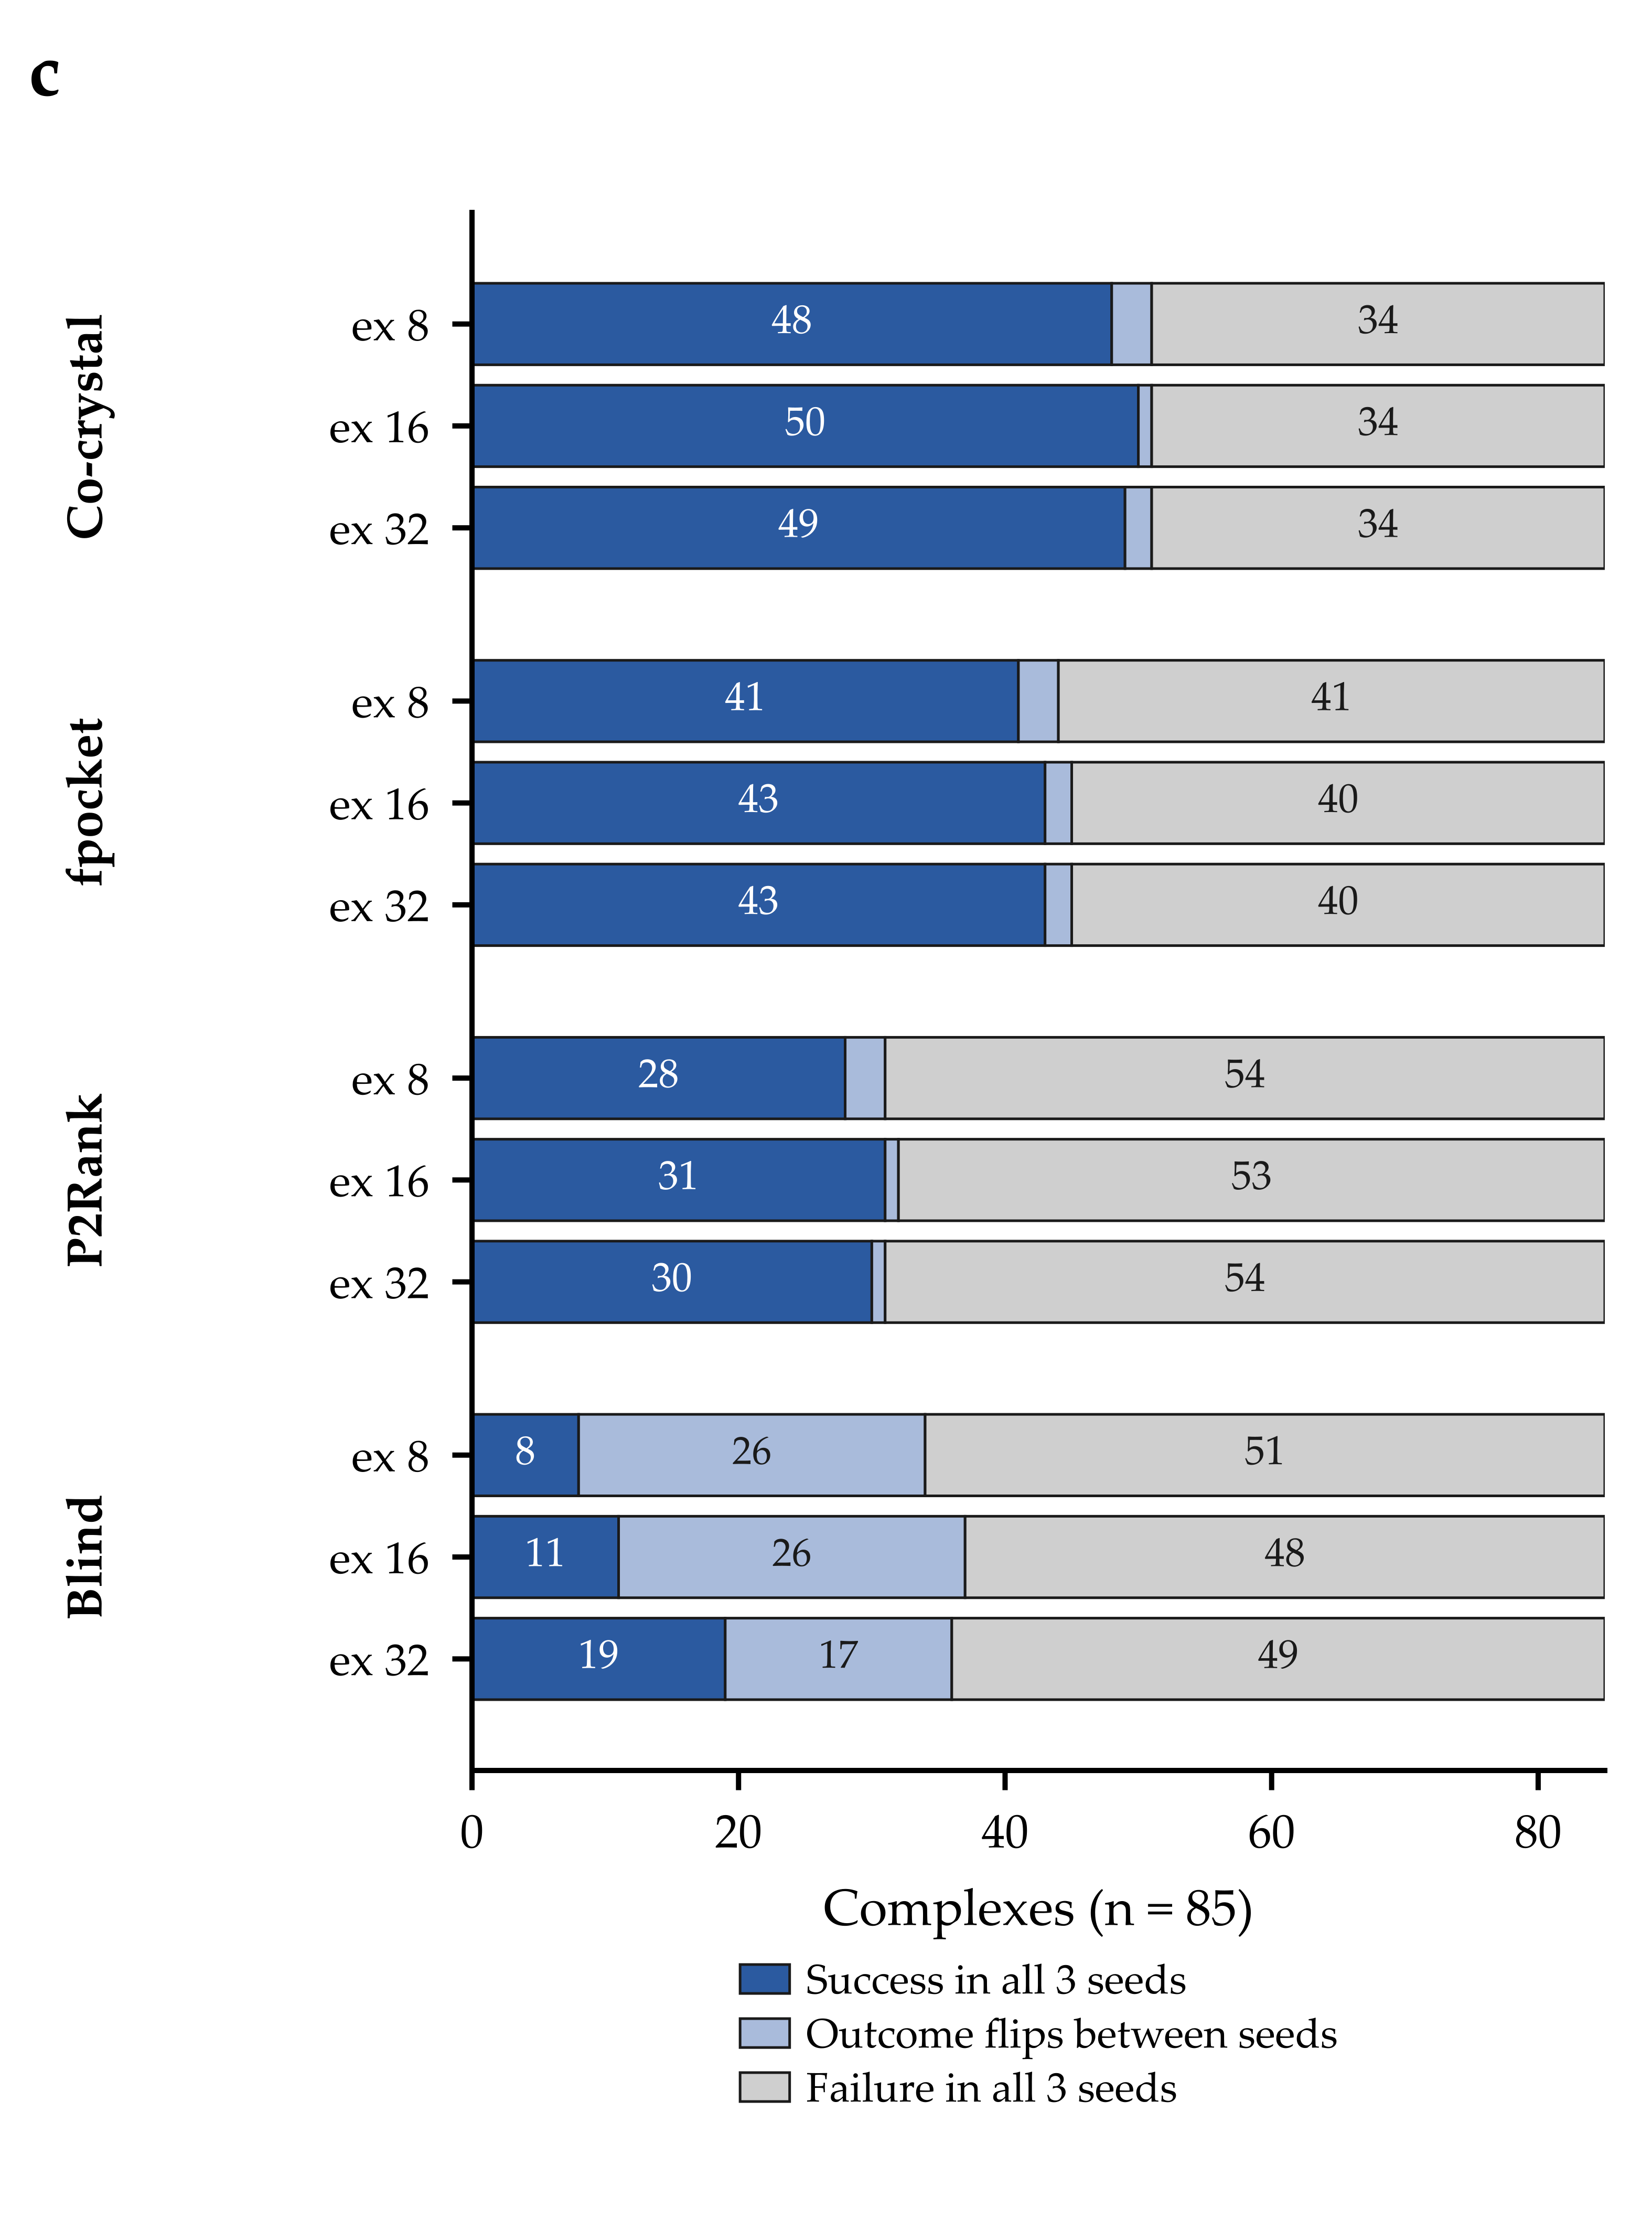 c
Co-crystal
ex 8
48
34
ex 16
50
34
ex 32
49
34
fpocket
ex 8
41
41
ex 16
43
40
ex 32
43
40
P2Rank
ex 8
28
54
ex 16
31
53
ex 32
30
54
Blind
ex 8
8
26
51
ex 16
11
26
48
ex 32
19
17
49
0 20 40 60 80
Complexes (n = 85)
Success in all 3 seeds
Outcome flips between seeds
Failure in all 3 seeds